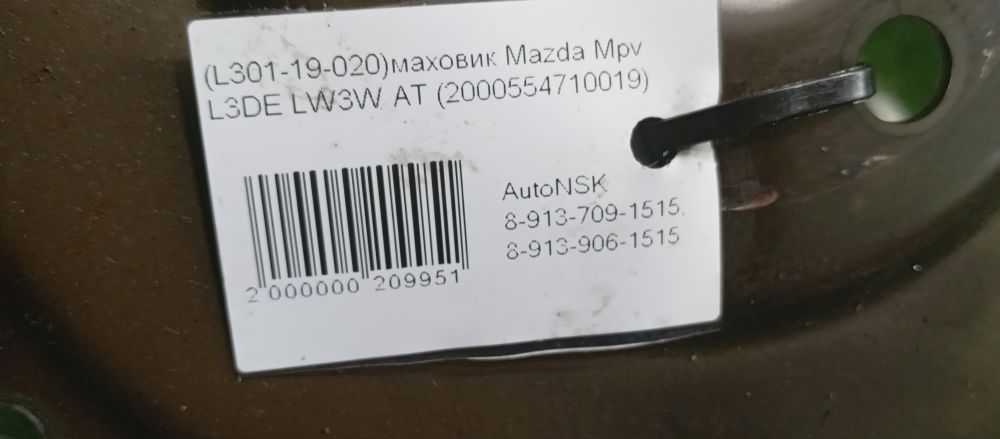 (L301-19-020)маховик Mazda Mpv
L3DE LW3W AT (2000554710019)
AutoNSK
8-913-709-1515,
8-913-906-1515
2 000000 209951